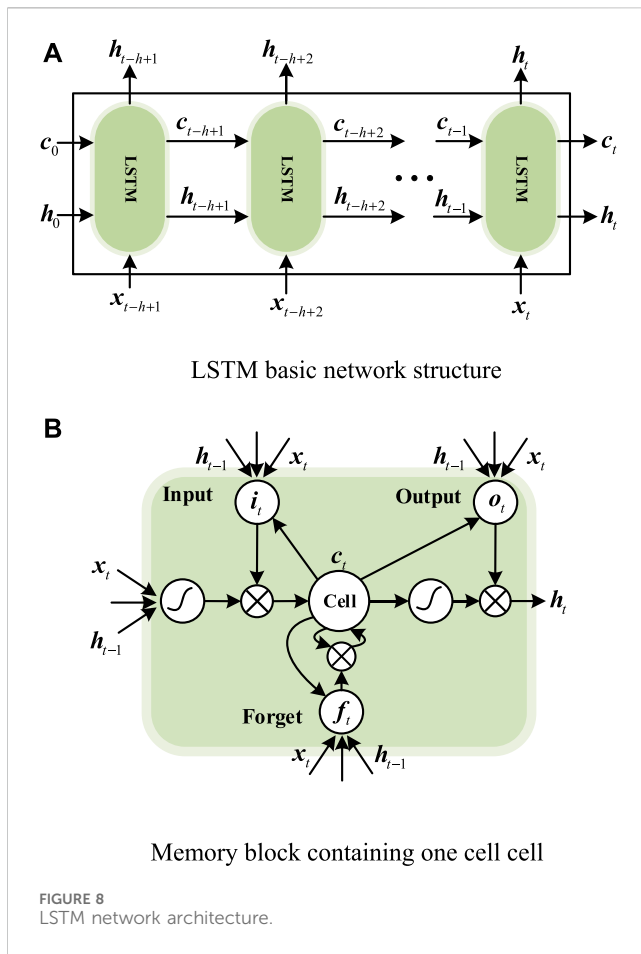 A
h_{t-h+1} h_{t-h+2} h_t
c_0 c_{t-h+1} c_{t-h+2} c_{t-1} c_t
LSTM LSTM ... LSTM
h_0 h_{t-h+1} h_{t-h+2} h_{t-1} h_t
x_{t-h+1} x_{t-h+2} x_t
LSTM basic network structure
B
h_{t-1} x_t h_{t-1} x_t
Input i_t Output o_t
c_t
x_t Cell h_t
h_{t-1}
Forget f_t
x_t h_{t-1}
Memory block containing one cell cell
FIGURE 8
LSTM network architecture.